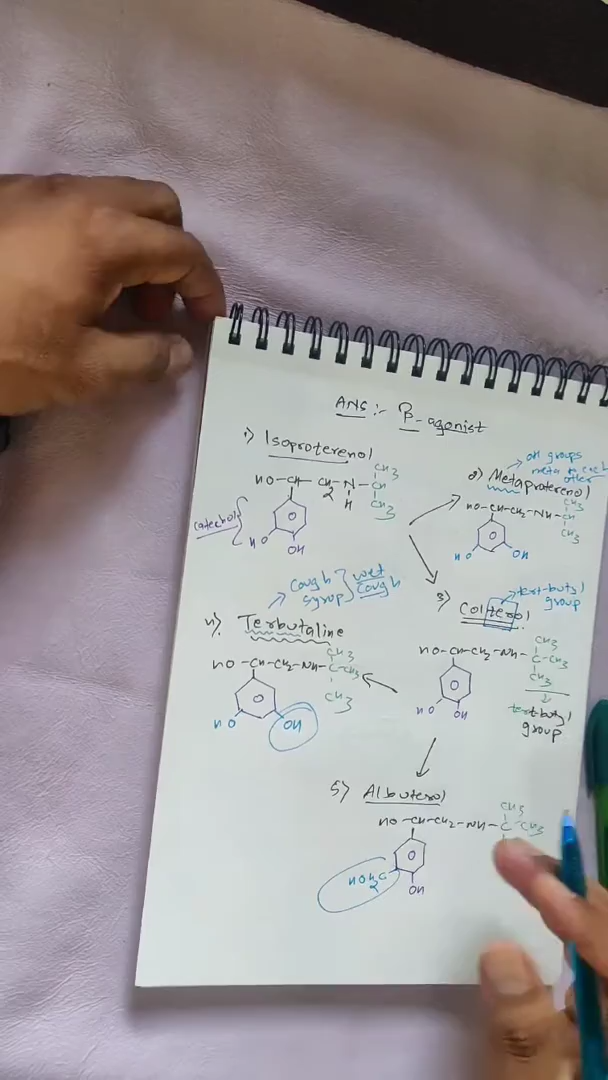 ANS :- β-agonist
1) Isoproterenol
HO-CH-CH2-N-C
H
CH3
CH3
CH3
catechol
HO
OH
2) Metaproterenol
OH groups
meta to each
other
HO-CH-CH2-NH-CH
CH3
CH3
HO
OH
3) Colterol
tert-butyl
group
HO-CH-CH2-NH-C-CH3
CH3
CH3
HO
OH
tert-butyl
group
4) Terbutaline
Cough
syrup
wet
Cough
HO-CH-CH2-NH-C-CH3
CH3
CH3
HO
OH
5) Albuterol
HO-CH-CH2-NH-C-CH3
CH3
HOH2C
OH